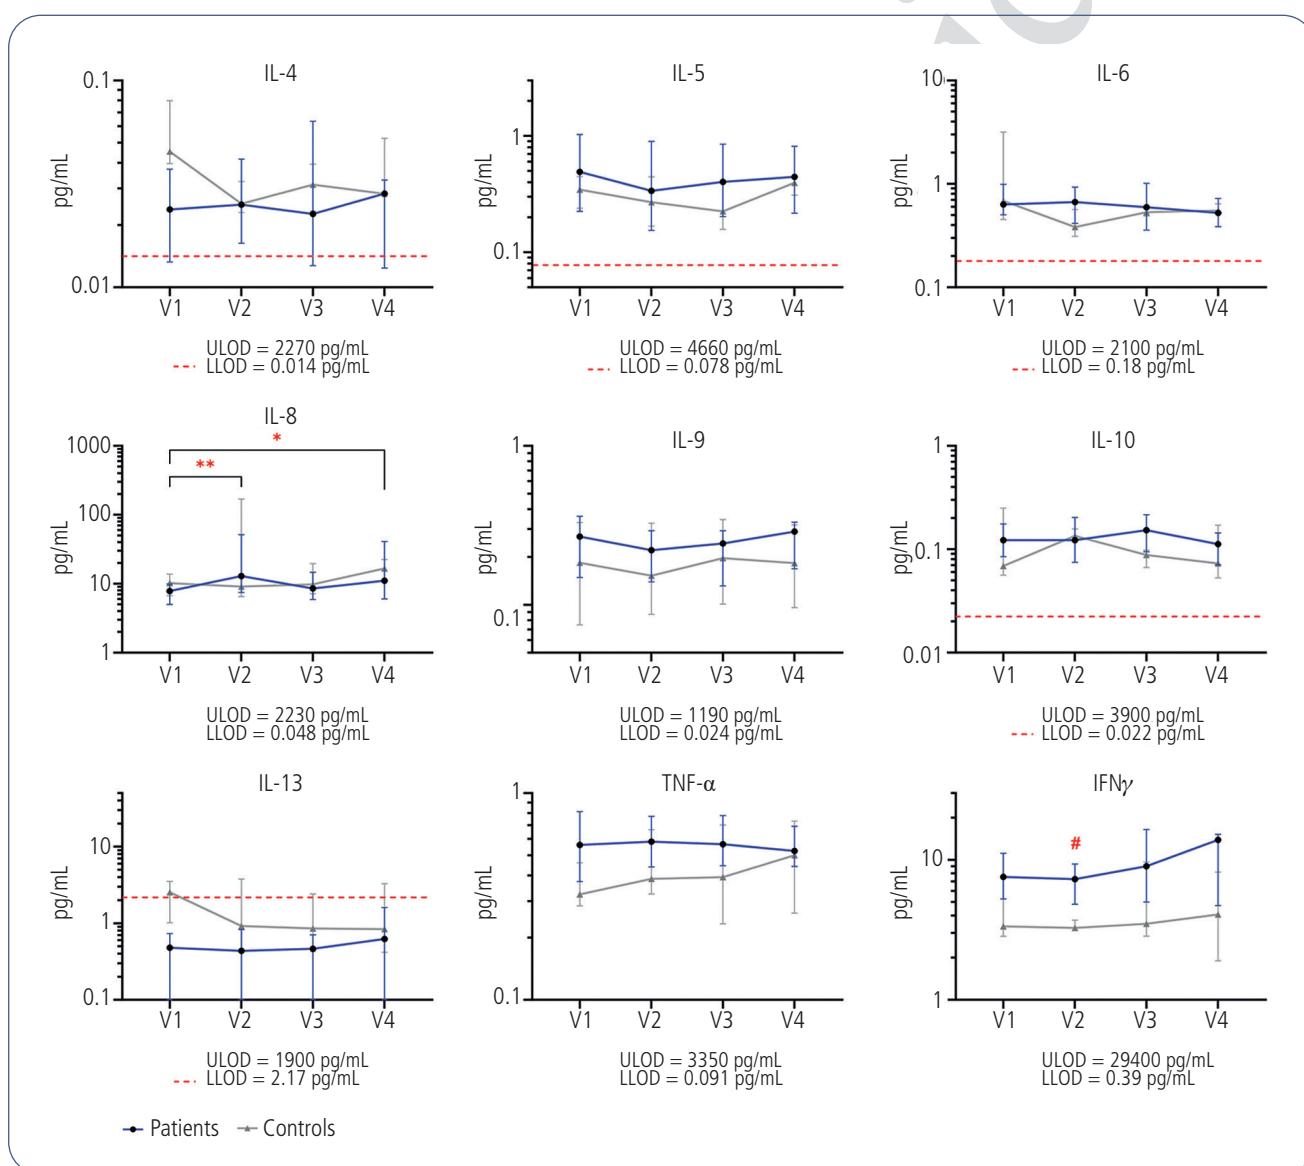 IL-4
0.1
pg/mL
0.01
V1 V2 V3 V4
ULOD = 2270 pg/mL
LLOD = 0.014 pg/mL
IL-5
1
pg/mL
0.1
V1 V2 V3 V4
ULOD = 4660 pg/mL
LLOD = 0.078 pg/mL
IL-6
10
pg/mL
1
0.1
V1 V2 V3 V4
ULOD = 2100 pg/mL
LLOD = 0.18 pg/mL
IL-8
1000
*
**
100
pg/mL
10
1
V1 V2 V3 V4
ULOD = 2230 pg/mL
LLOD = 0.048 pg/mL
IL-9
1
pg/mL
0.1
V1 V2 V3 V4
ULOD = 1190 pg/mL
LLOD = 0.024 pg/mL
IL-10
1
pg/mL
0.1
0.01
V1 V2 V3 V4
ULOD = 3900 pg/mL
LLOD = 0.022 pg/mL
IL-13
10
pg/mL
1
0.1
V1 V2 V3 V4
ULOD = 1900 pg/mL
LLOD = 2.17 pg/mL
TNF-α
1
pg/mL
0.1
V1 V2 V3 V4
ULOD = 3350 pg/mL
LLOD = 0.091 pg/mL
IFNγ
10
#
pg/mL
1
V1 V2 V3 V4
ULOD = 29400 pg/mL
LLOD = 0.39 pg/mL
Patients Controls